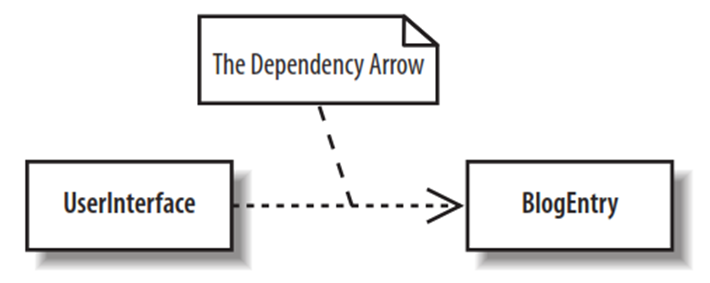 The Dependency Arrow
UserInterface
BlogEntry